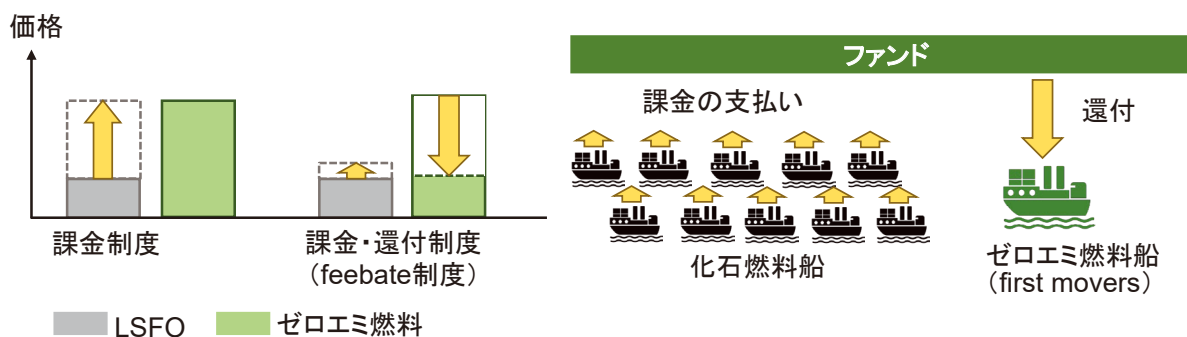 価格
課金制度
課金・還付制度
(feebate制度)
LSFO
ゼロエミ燃料
ファンド
課金の支払い
還付
化石燃料船
ゼロエミ燃料船
(first movers)